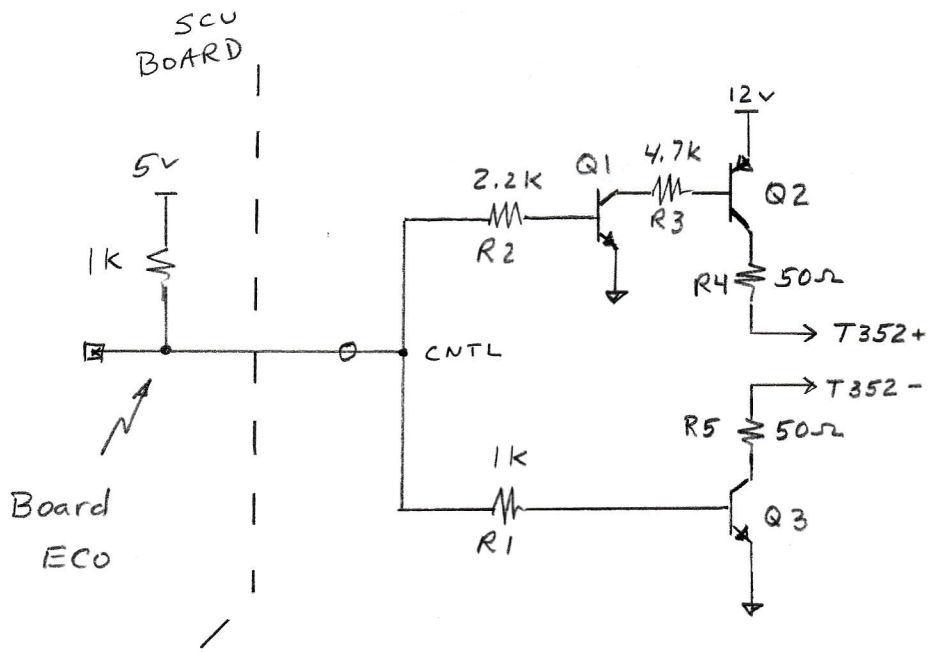 SCU
BOARD
5v
1K
Board
ECO
CNTL
2.2K
R2
Q1
4.7K
R3
12v
Q2
R4 50Ω
T352+
T352-
R5 50Ω
1K
R1
Q3